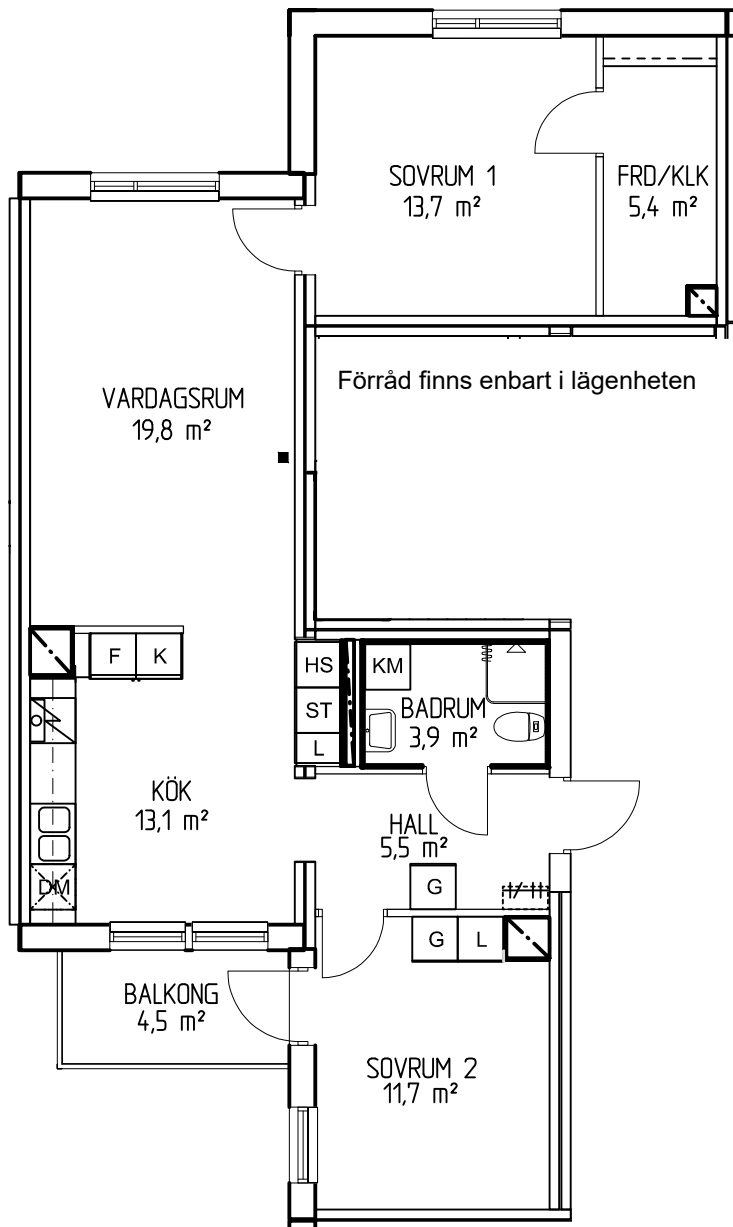 SOVRUM 1
13,7 m²
FRD/KLK
5,4 m²
Förråd finns enbart i lägenheten
VARDAGSRUM
19,8 m²
F
K
HS
ST
L
KM
BADRUM
3,9 m²
KÖK
13,1 m²
HALL
5,5 m²
DM
G
G
L
BALKONG
4,5 m²
SOVRUM 2
11,7 m²